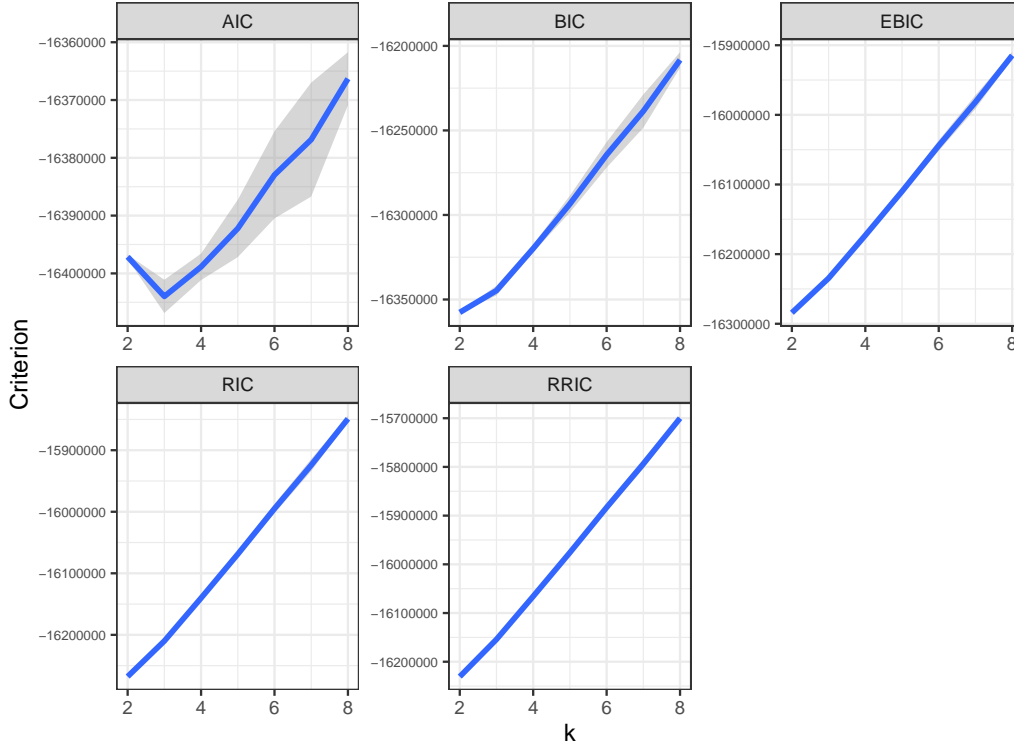 AIC
BIC
EBIC
−16360000
−16370000
−16380000
−16390000
−16400000
−16200000
−16250000
−16300000
−16350000
−15900000
−16000000
−16100000
−16200000
−16300000
2 4 6 8
2 4 6 8
2 4 6 8
Criterion
RIC
RRIC
−15900000
−16000000
−16100000
−16200000
−15700000
−15800000
−15900000
−16000000
−16100000
−16200000
2 4 6 8
2 4 6 8
k